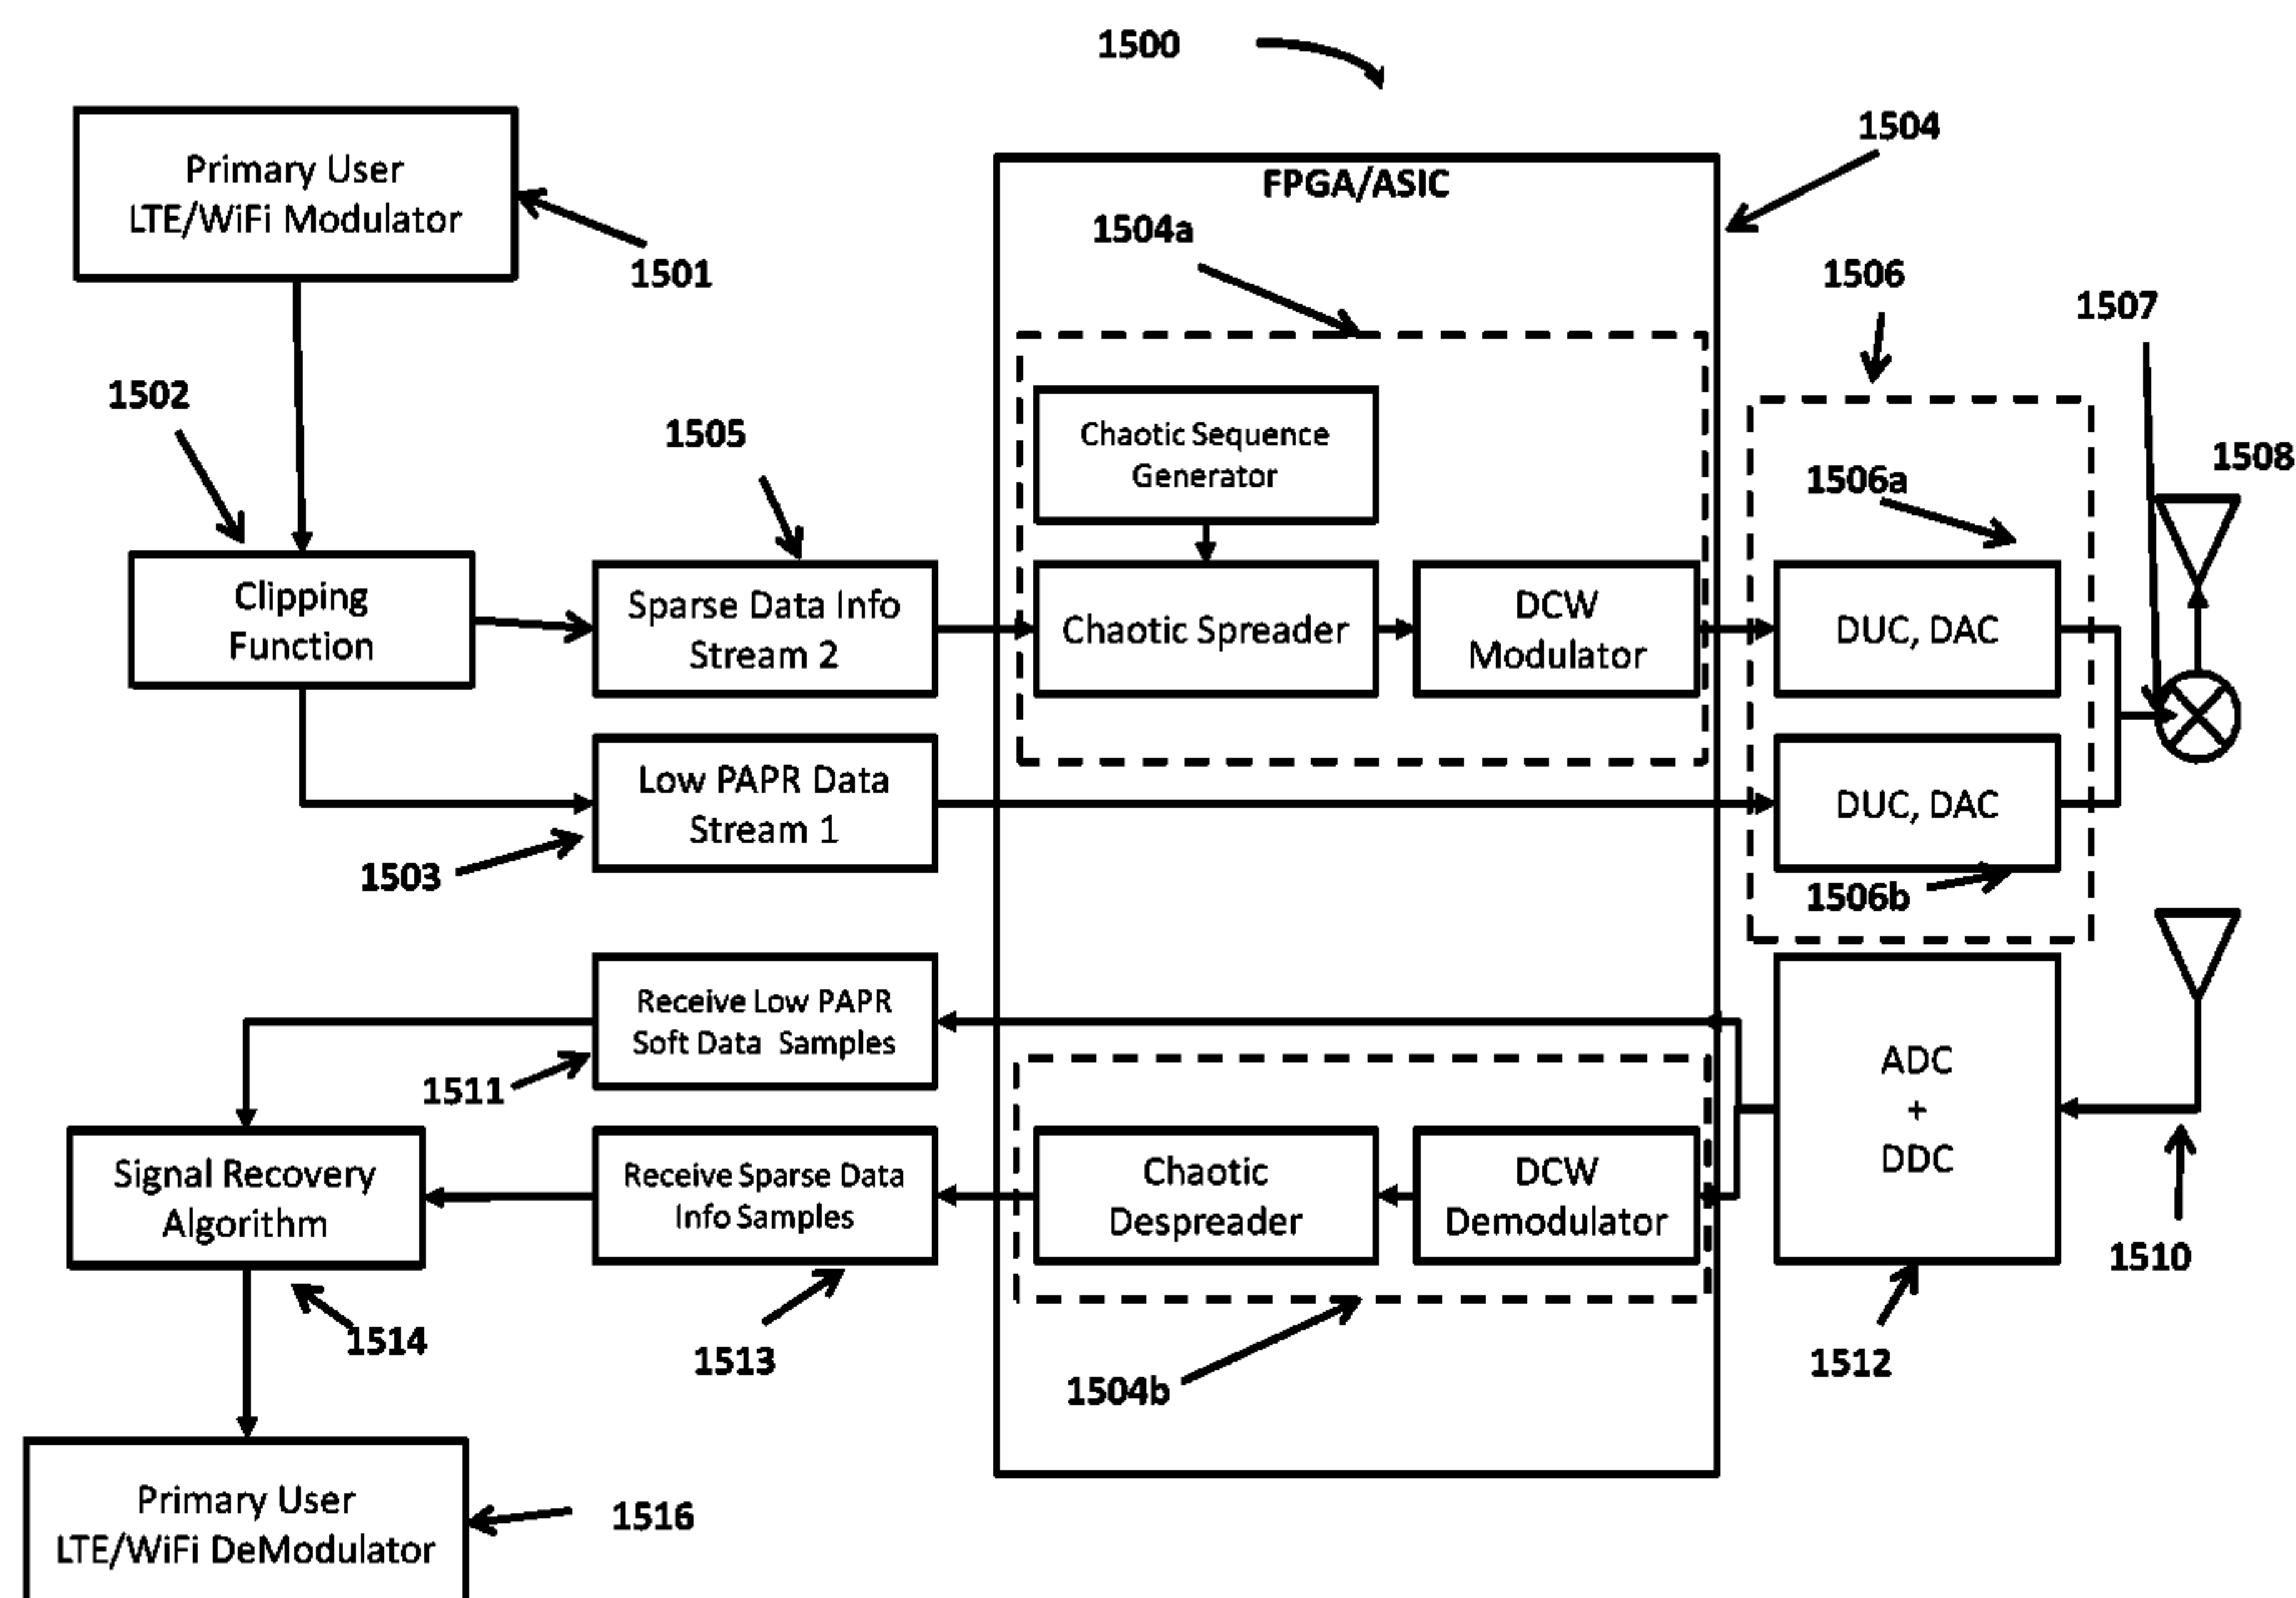 1500
1504
Primary User
LTE/WiFi Modulator
1501
FPGA/ASIC
1504a
1506
1507
1502
1505
Chaotic Sequence
Generator
1506a
1508
Clipping
Function
Sparse Data Info
Stream 2
Chaotic Spreader
DCW
Modulator
DUC, DAC
Low PAPR Data
Stream 1
DUC, DAC
1503
1506b
Receive Low PAPR
Soft Data Samples
1511
ADC
+
DDC
Signal Recovery
Algorithm
Receive Sparse Data
Info Samples
Chaotic
Despreader
DCW
Demodulator
1510
1514
1513
1504b
1512
Primary User
LTE/WiFi DeModulator
1516